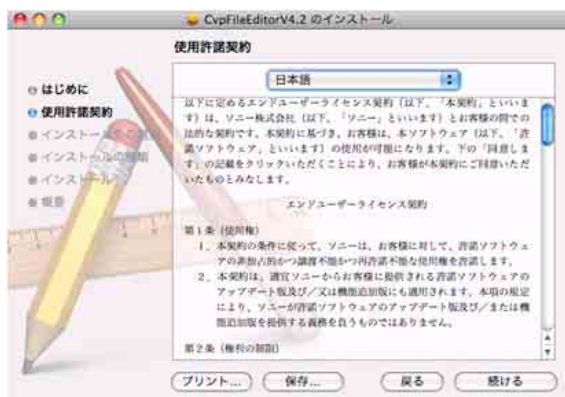 CvpFileEditorV4.2 のインストール
使用許諾契約
日本語
はじめに
使用許諾契約
インストール
インストールの種類
インストール
概要
以下に定めるエンドユーザーライセンス契約（以下、「本契約」といいま
す）は、ソニー株式会社（以下、「ソニー」といいます）とお客様の間での
法的な契約です。本契約に基づき、お客様は、本ソフトウェア（以下、「許
諾ソフトウェア」といいます）の使用が可能になります。下の「同意しま
す」の記載をクリックいただくことにより、お客様が本契約にご同意いただ
いたものとみなします。
エンドユーザーライセンス契約
第１条（使用権）
１．本契約の条件に従って、ソニーは、お客様に対して、許諾ソフトウェ
アの非独占的かつ譲渡不能かつ再許諾不能な使用権を許諾します。
２．本契約は、適宜ソニーからお客様に提供される許諾ソフトウェアの
アップデート版及び／又は機能追加版にも適用されます。本項の規定
により、ソニーが許諾ソフトウェアのアップデート版及び／または機
能追加版を提供する義務を負うものではありません。
第２条（権利の制限）
プリント...
保存...
戻る
続ける